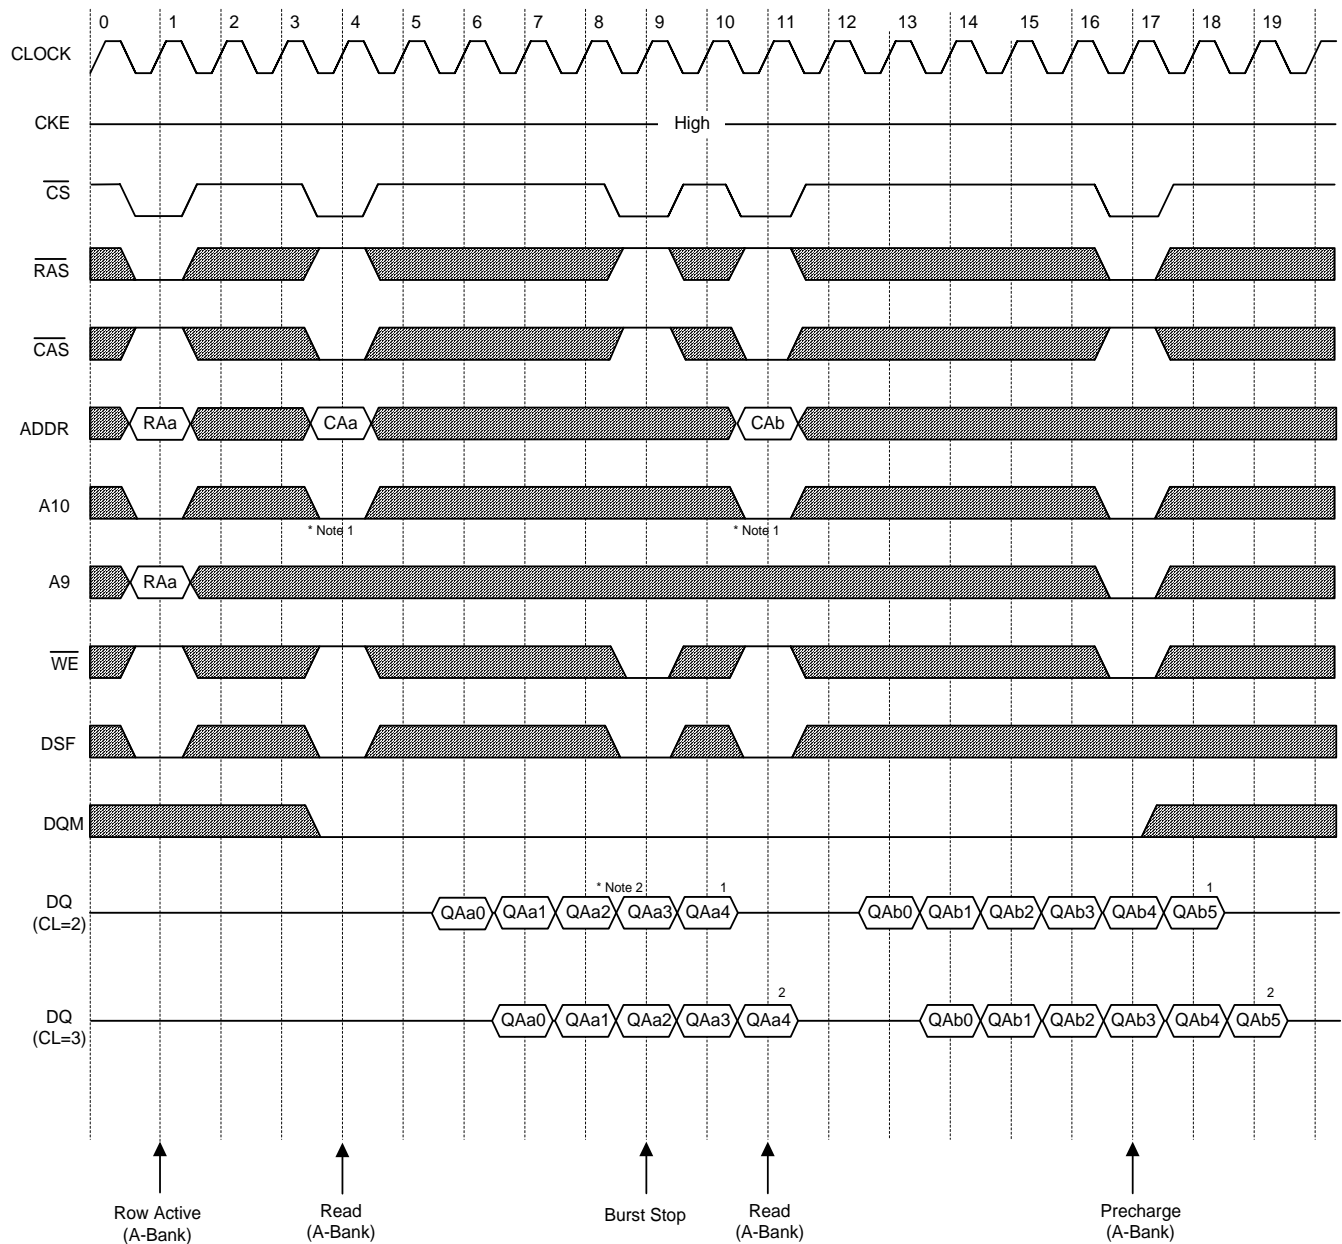 0 1 2 3 4 5 6 7 8 9 10 11 12 13 14 15 16 17 18 19
CLOCK
CKE
High
CS
RAS
CAS
ADDR
RAa CAa CAb
A10
* Note 1 * Note 1
A9
RAa
WE
DSF
DQM
* Note 2 1 1
DQ
(CL=2)
QAa0 QAa1 QAa2 QAa3 QAa4 QAb0 QAb1 QAb2 QAb3 QAb4 QAb5
2 2
DQ
(CL=3)
QAa0 QAa1 QAa2 QAa3 QAa4 QAb0 QAb1 QAb2 QAb3 QAb4 QAb5
Row Active
(A-Bank)
Read
(A-Bank)
Burst Stop
Read
(A-Bank)
Precharge
(A-Bank)